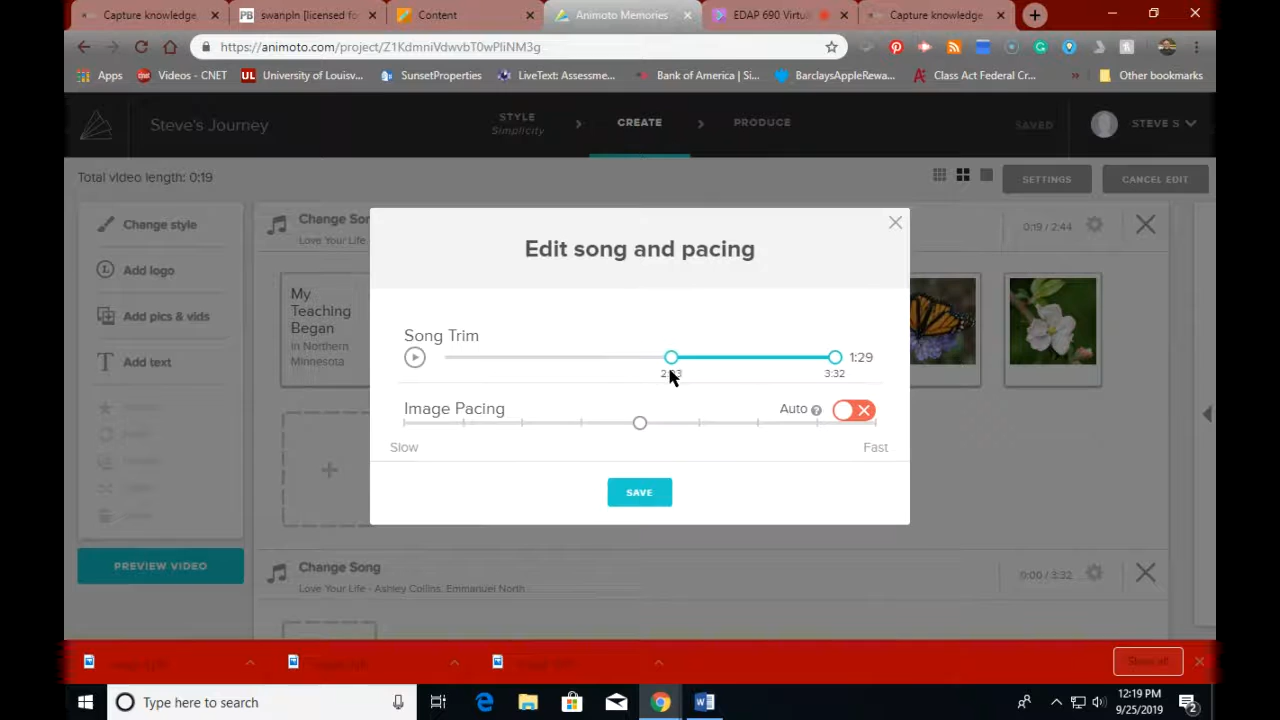 Capture knowledge,
swanpln [licensed fo
Content
Animoto Memories
EDAP 690 Virtu
Capture knowledge,
https://animoto.com/project/Z1KdmniVdwvbT0wPliNM3g
Apps
Videos - CNET
University of Louisv...
SunsetProperties
LiveText: Assessme...
Bank of America | Si...
BarclaysAppleRewa...
Class Act Federal Cr...
Other bookmarks
Steve's Journey
STYLE
Simplicity
CREATE
PRODUCE
SAVED
STEVE S
Total video length: 0:19
SETTINGS
CANCEL EDIT
Change style
Add logo
Add pics & vids
Add text
PREVIEW VIDEO
Change Son
Love Your Life
0:19 / 2:44
My
Teaching
Began
in Northern
Minnesota
Edit song and pacing
Song Trim
1:29
3:32
Image Pacing
Auto
Slow
Fast
SAVE
Change Song
Love Your Life - Ashley Collins, Emmanuel North
0:00 / 3:32
Show all
Type here to search
12:19 PM
9/25/2019
2